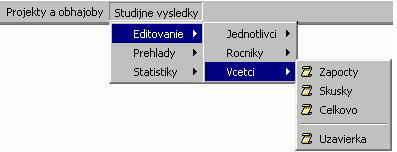 Projekty a obhajoby Studijne vysledky
Editovanie Jednotlivci
Prehlady Rocniky
Statistiky Vcetci
Zapocty
Skusky
Celkovo
Uzavierka